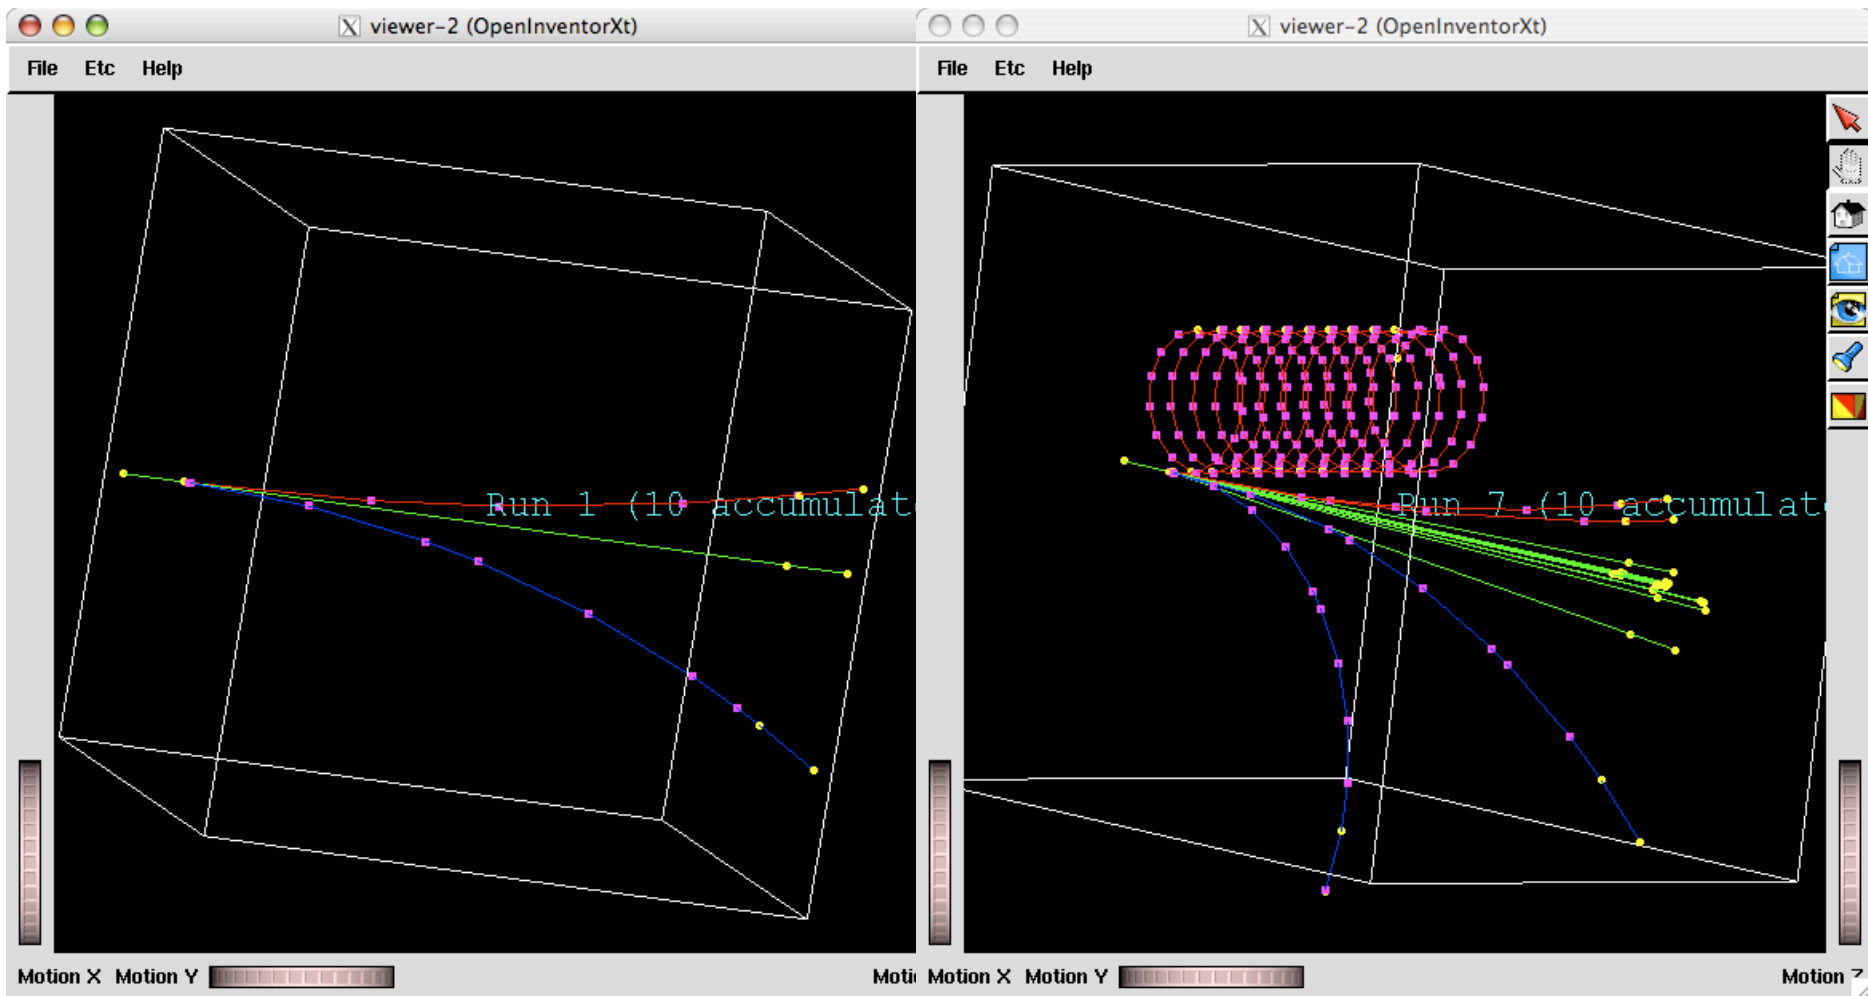 viewer-2 (OpenInventorXt)
File Etc Help
Run 1 (10 accumulat
Motion X Motion Y
viewer-2 (OpenInventorXt)
File Etc Help
Run 7 (10 accumulat
Motion X Motion Y Motion